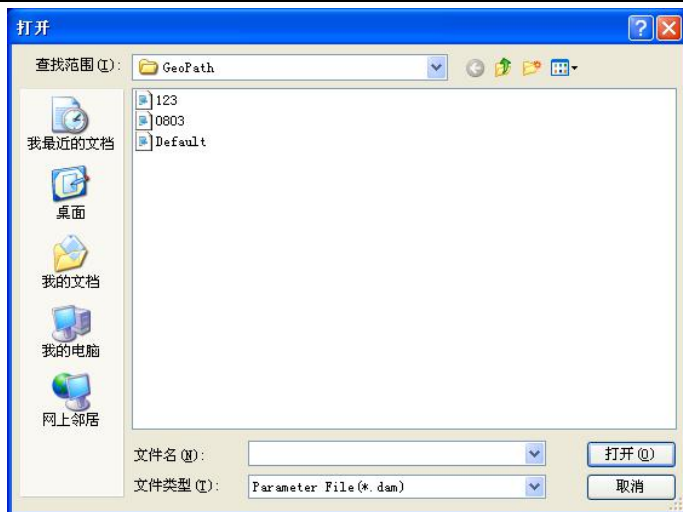 打开
查找范围(I):
GeoPath
我最近的文档
桌面
我的文档
我的电脑
网上邻居
123
0803
Default
文件名(N):
打开(O)
文件类型(T):
Parameter File(*.dam)
取消